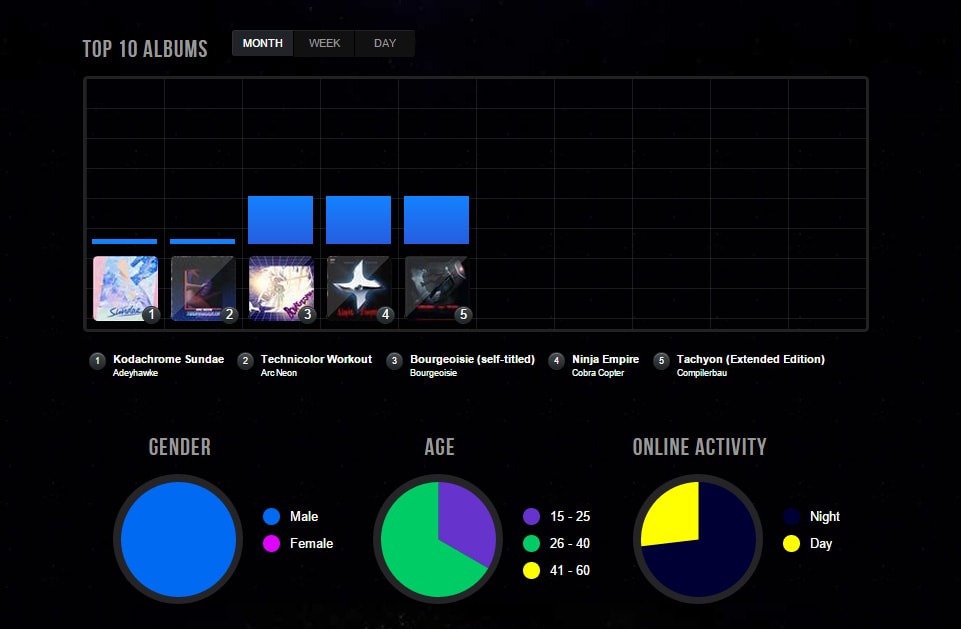 TOP 10 ALBUMS
MONTH WEEK DAY
Sundae
1 2 3 4 5
1 Kodachrome Sundae
Adeyhawke
2 Technicolor Workout
Arc Neon
3 Bourgeoisie (self-titled)
Bourgeoisie
4 Ninja Empire
Cobra Copter
5 Tachyon (Extended Edition)
Compilerbau
GENDER
Male
Female
AGE
15 - 25
26 - 40
41 - 60
ONLINE ACTIVITY
Night
Day